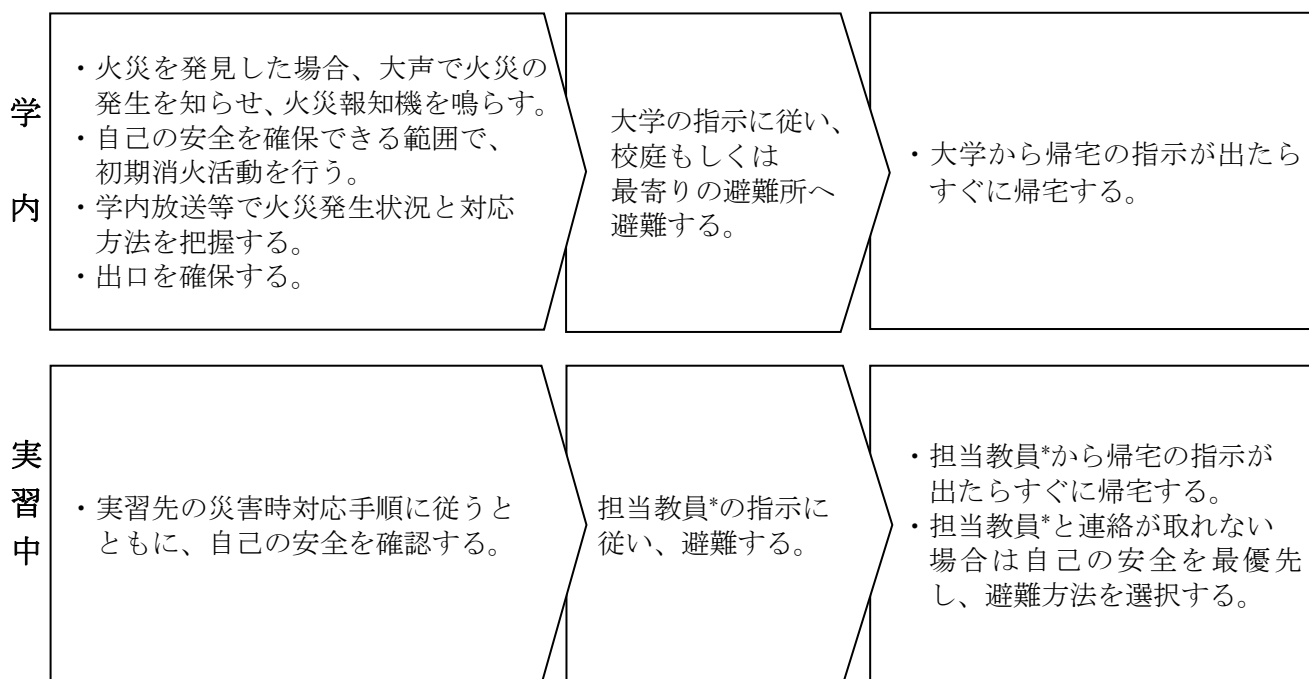 学内
・火災を発見した場合、大声で火災の
発生を知らせ、火災報知機を鳴らす。
・自己の安全を確保できる範囲で、
初期消火活動を行う。
・学内放送等で火災発生状況と対応
方法を把握する。
・出口を確保する。
大学の指示に従い、
校庭もしくは
最寄りの避難所へ
避難する。
・大学から帰宅の指示が出たら
すぐに帰宅する。
実習中
・実習先の災害時対応手順に従うと
ともに、自己の安全を確認する。
担当教員*の指示に
従い、避難する。
・担当教員*から帰宅の指示が
出たらすぐに帰宅する。
・担当教員*と連絡が取れない
場合は自己の安全を最優先
し、避難方法を選択する。